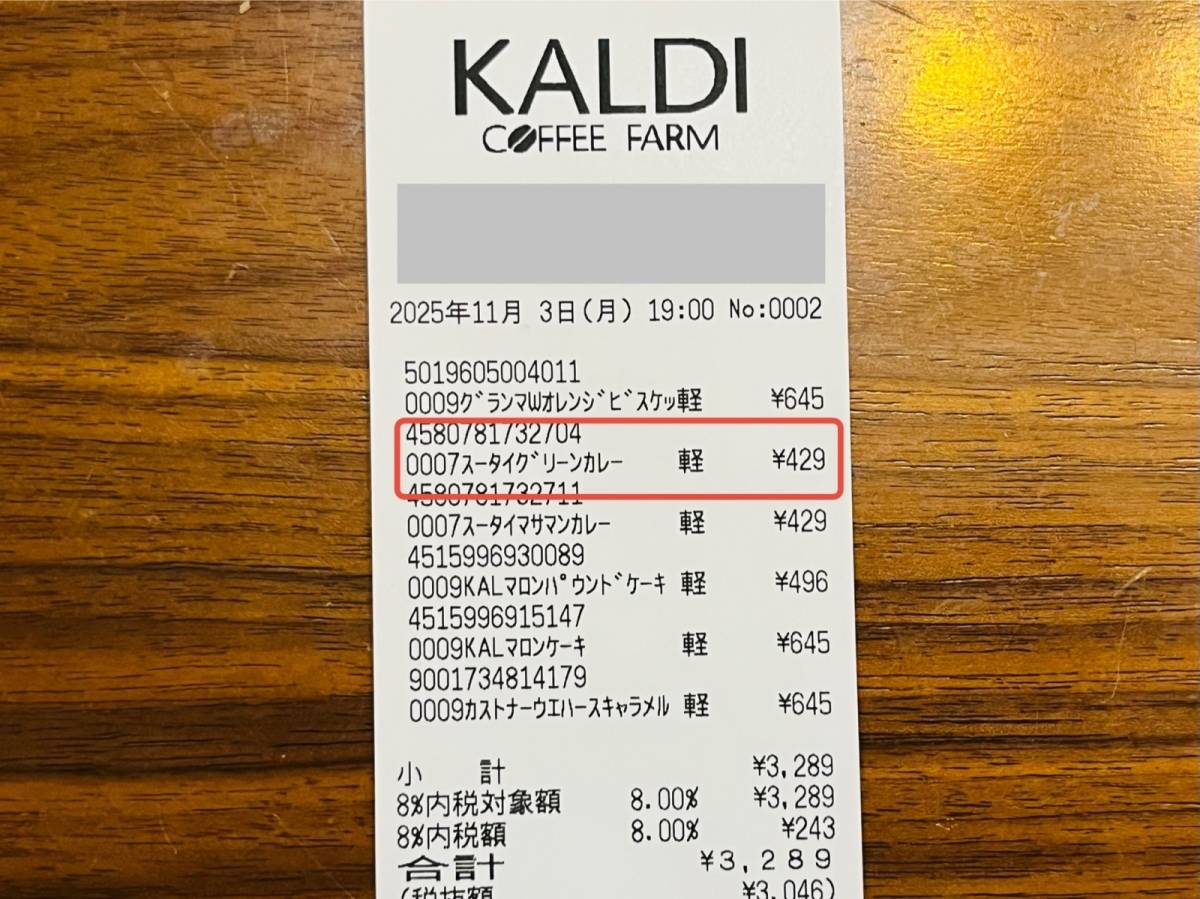 KALDI
COFFEE FARM
2025年11月 3日(月) 19:00 No:0002
5019605004011
0009グランマWオレンジビスケッ軽 ¥645
4580781732704
0007スータイグリーンカレー 軽 ¥429
4580781732711
0007スータイマサマンカレー 軽 ¥429
4515996930089
0009KALマロンパウンドケーキ 軽 ¥496
4515996915147
0009KALマロンケーキ 軽 ¥645
9001734814179
0009カストナーウエハースキャラメル 軽 ¥645
小 計 ¥3,289
8%内税対象額 8.00% ¥3,289
8%内税額 8.00% ¥243
合計 ¥3,289
(税抜額 ¥3,046)